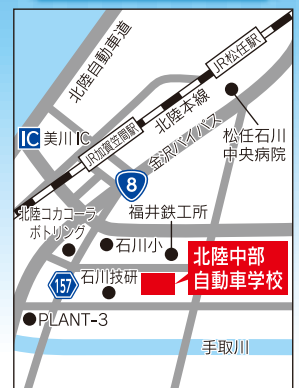 北陸自動車道
JR松任駅
北陸本線
IC 美川IC
JR加賀笠間駅
金沢バイパス
松任石川
中央病院
8
北陸コカコーラ
ボトリング
福井鉄工所
石川小
北陸中部
自動車学校
157
石川技研
PLANT-3
手取川